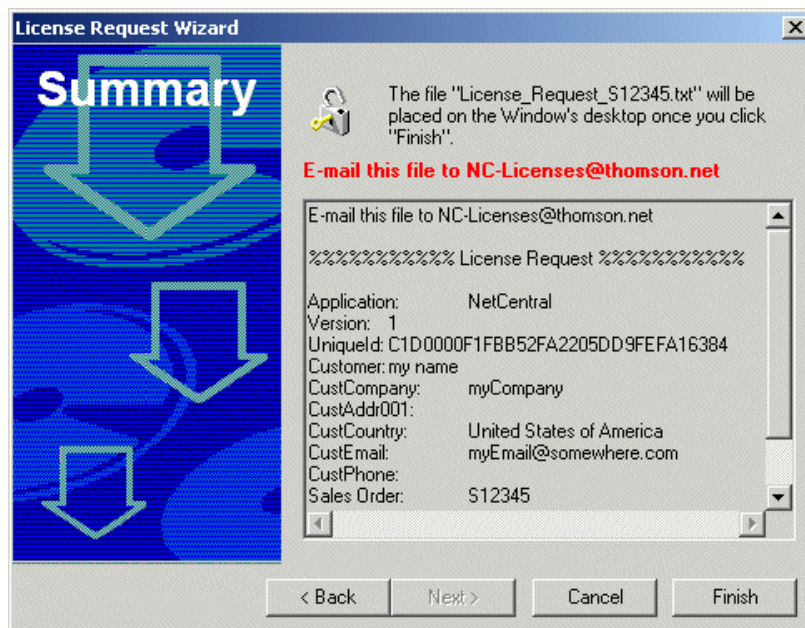 License Request Wizard
Summary
The file "License_Request_S12345.txt" will be
placed on the Window's desktop once you click
"Finish".
E-mail this file to NC-Licenses@thomson.net
E-mail this file to NC-Licenses@thomson.net
%%%%%%%%%%% License Request %%%%%%%%%%%
Application: NetCentral
Version: 1
UniqueId: C1D0000F1FBB52FA2205DD9FEFA16384
Customer: my name
CustCompany: myCompany
CustAddr001:
CustCountry: United States of America
CustEmail: myEmail@somewhere.com
CustPhone:
Sales Order: S12345
< Back Next > Cancel Finish